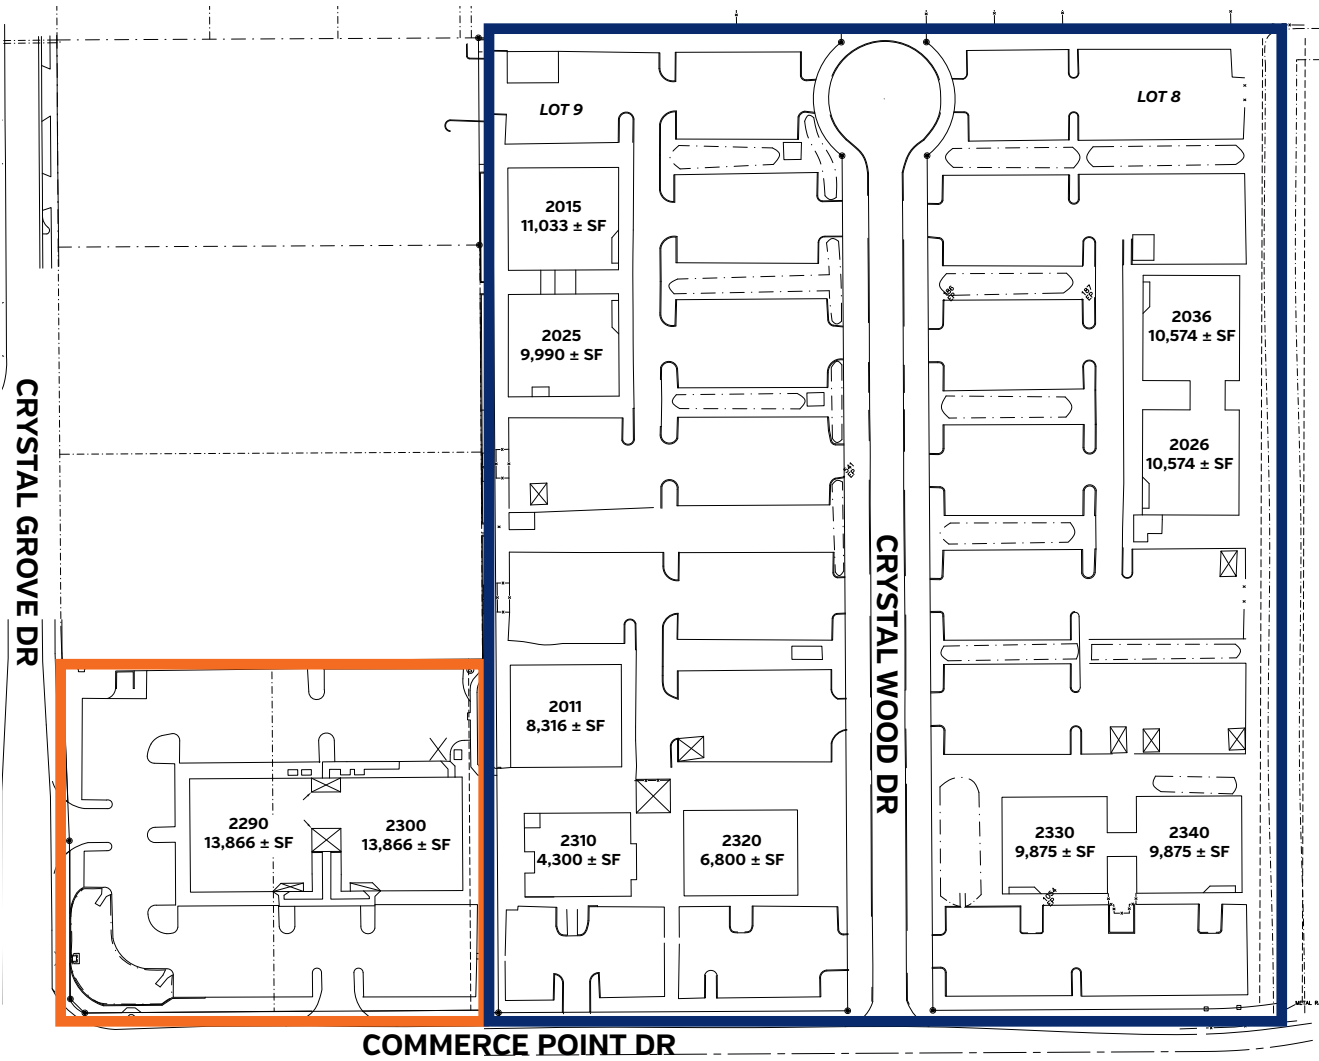 LOT 9
LOT 8
2015
11,033 ± SF
2025
9,990 ± SF
2036
10,574 ± SF
2026
10,574 ± SF
CRYSTAL GROVE DR
CRYSTAL WOOD DR
2011
8,316 ± SF
2290
13,866 ± SF
2300
13,866 ± SF
2310
4,300 ± SF
2320
6,800 ± SF
2330
9,875 ± SF
2340
9,875 ± SF
COMMERCE POINT DR